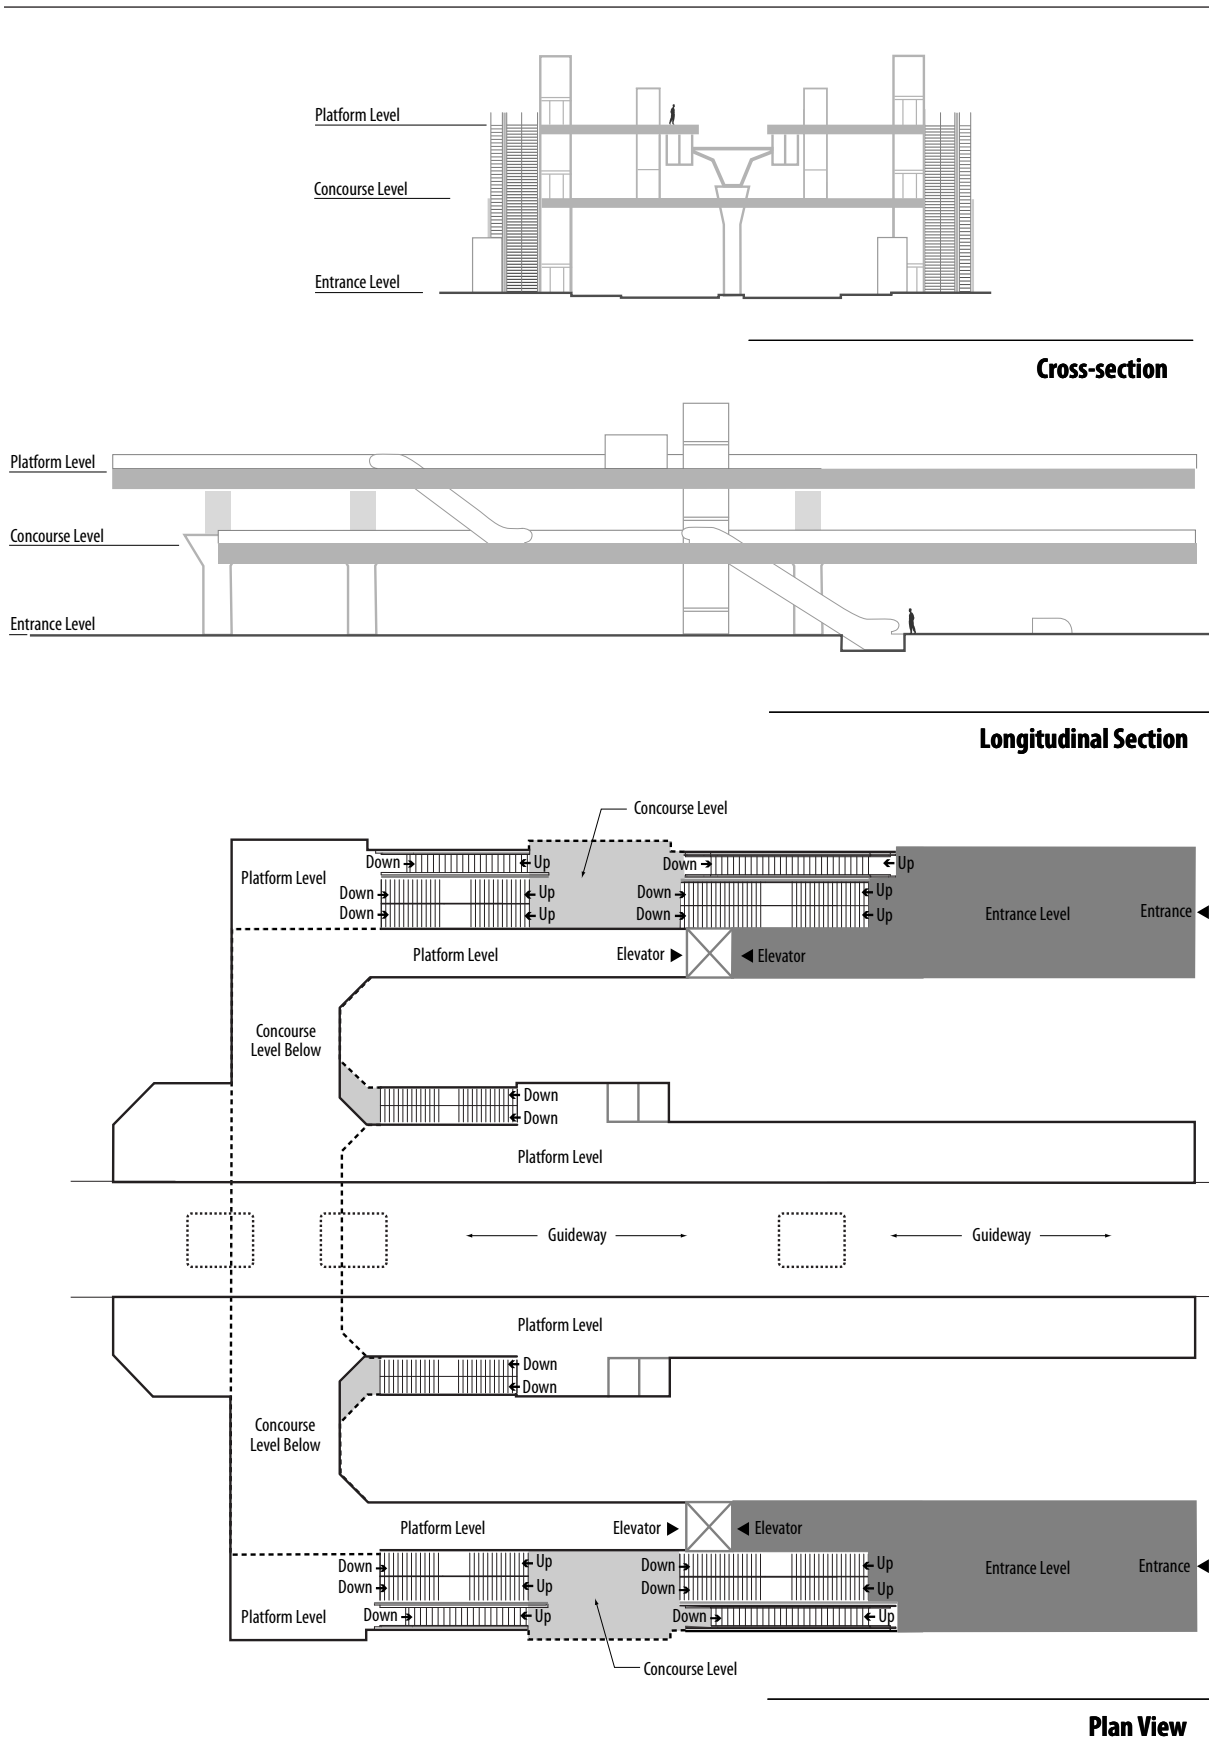 Platform Level
Concourse Level
Entrance Level
Cross-section
Platform Level
Concourse Level
Entrance Level
Longitudinal Section
Concourse Level
Down Up Down Up
Platform Level
Down Up Down Up
Down Up Down Up
Entrance Level Entrance
Platform Level Elevator Elevator
Concourse
Level Below
Down
Down
Platform Level
Guideway Guideway
Platform Level
Down
Down
Concourse
Level Below
Platform Level Elevator Elevator
Down Up Down Up
Entrance Level Entrance
Down Up Down Up
Platform Level Down Up Down Up
Concourse Level
Plan View